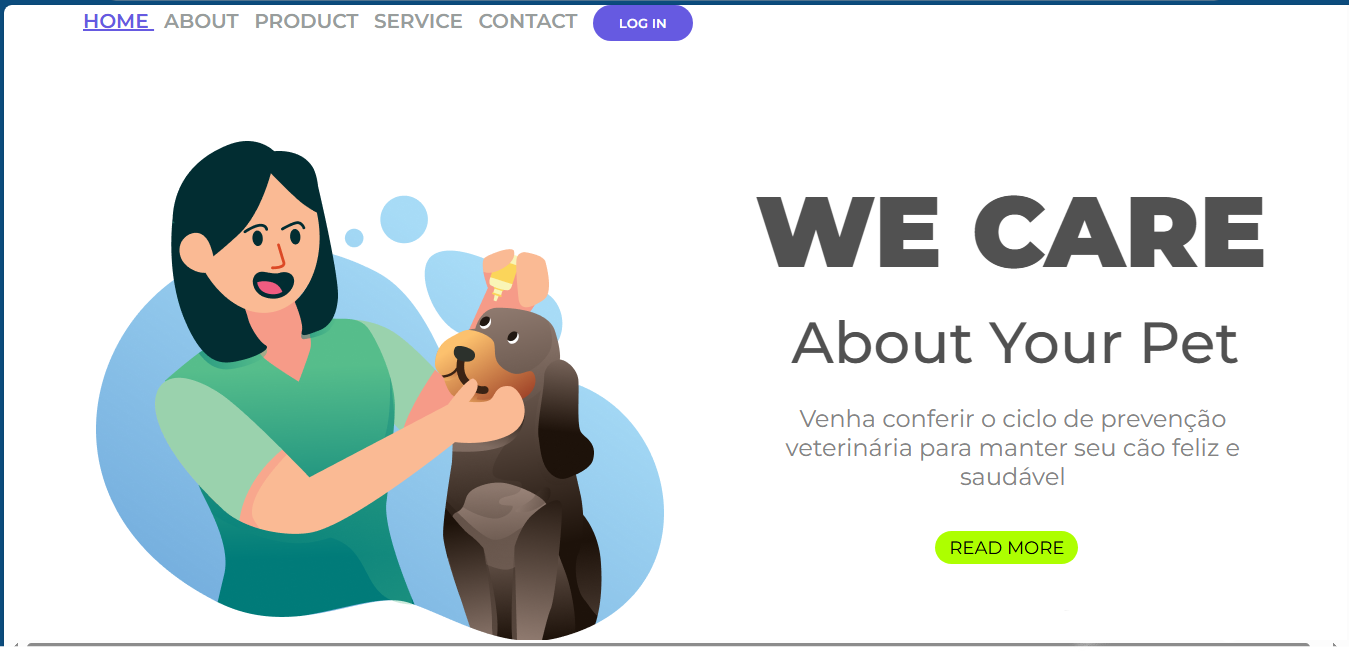 HOME ABOUT PRODUCT SERVICE CONTACT LOG IN
WE CARE
About Your Pet
Venha conferir o ciclo de prevenção
veterinária para manter seu cão feliz e
saudável
READ MORE